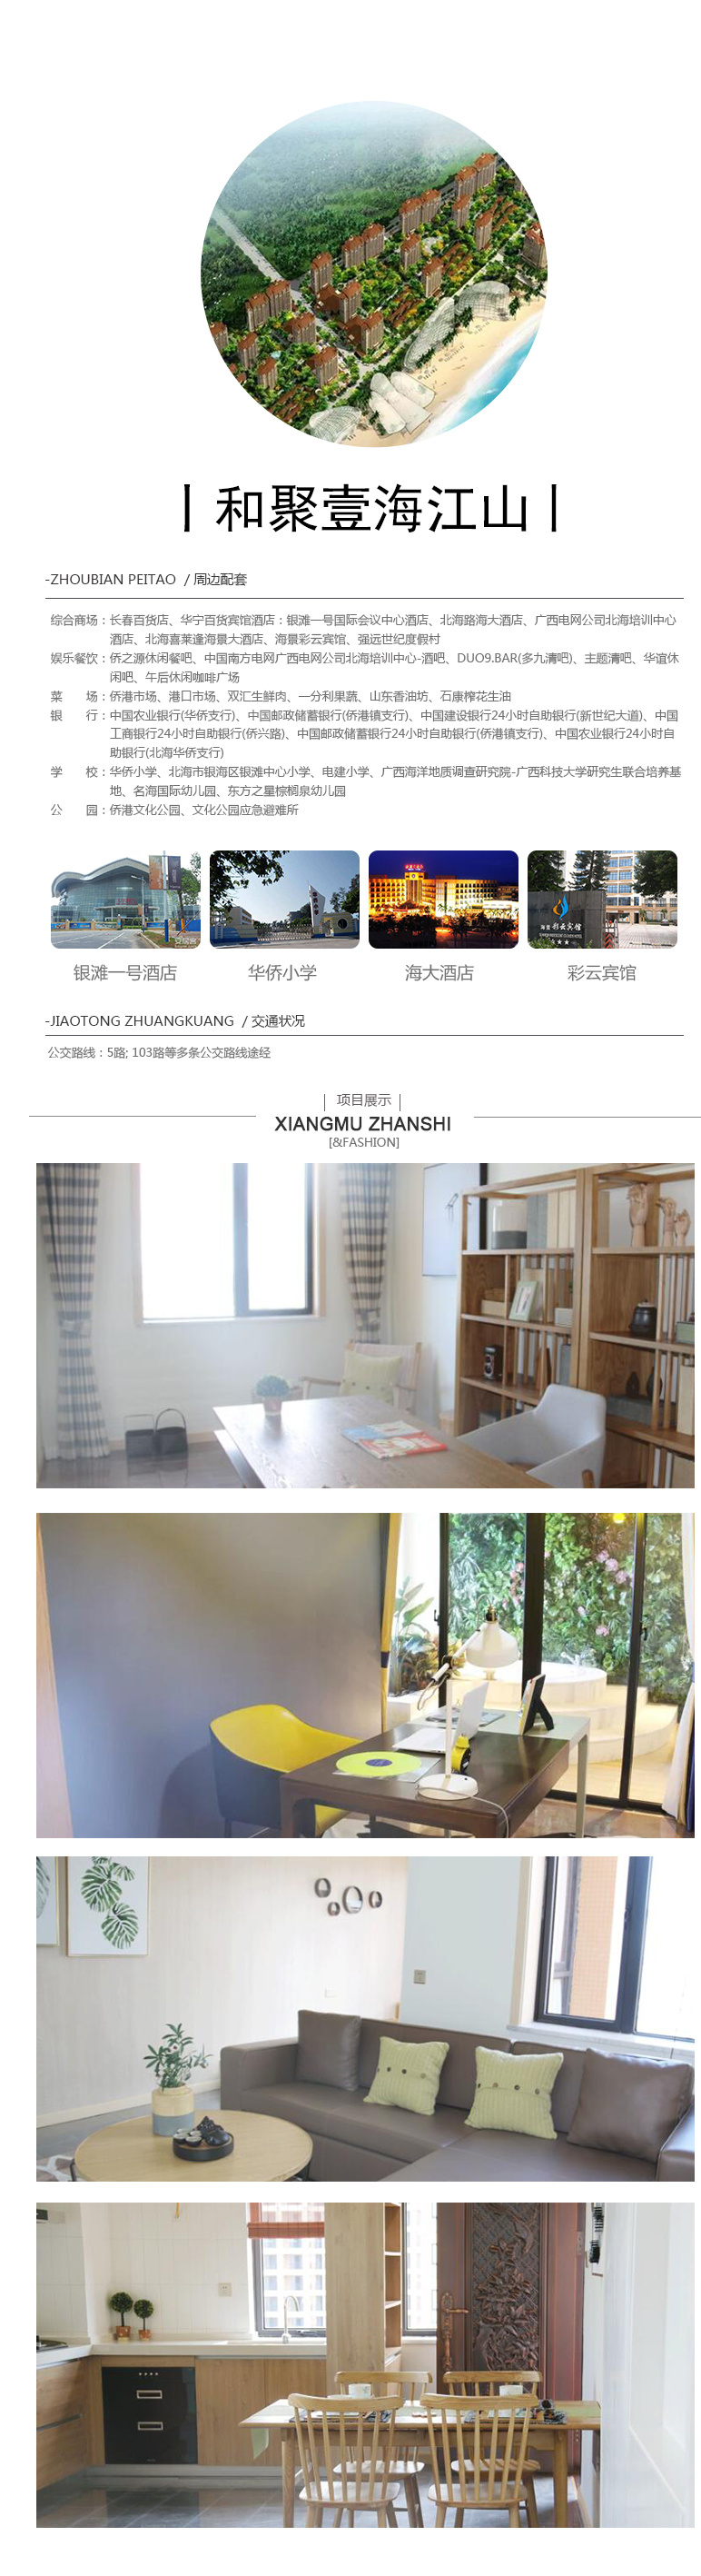 丨和聚壹海江山丨
-ZHOUBIAN PEITAO / 周边配套
综合商场：长春百货店、华宁百货宾馆酒店：银滩一号国际会议中心酒店、北海路海大酒店、广西电网公司北海培训中心
酒店、北海喜莱逢海景大酒店、海景彩云宾馆、强远世纪度假村
娱乐餐饮：侨之源休闲餐吧、中国南方电网广西电网公司北海培训中心-酒吧、DUO9.BAR(多九清吧)、主题清吧、华谊休
闲吧、午后休闲咖啡广场
菜 场：侨港市场、港口市场、双汇生鲜肉、一分利果蔬、山东香油坊、石康榨花生油
银 行：中国农业银行(华侨支行)、中国邮政储蓄银行(侨港镇支行)、中国建设银行24小时自助银行(新世纪大道)、中国
工商银行24小时自助银行(侨兴路)、中国邮政储蓄银行24小时自助银行(侨港镇支行)、中国农业银行24小时自
助银行(北海华侨支行)
学 校：华侨小学、北海市银海区银滩中心小学、电建小学、广西海洋地质调查研究院-广西科技大学研究生联合培养基
地、名海国际幼儿园、东方之星棕榈泉幼儿园
公 园：侨港文化公园、文化公园应急避难所
彩云宾馆
银滩一号酒店 华侨小学 海大酒店 彩云宾馆
-JIAOTONG ZHUANGKUANG / 交通状况
公交路线：5路; 103路等多条公交路线途经
| 项目展示 |
XIANGMU ZHANSHI
[&FASHION]